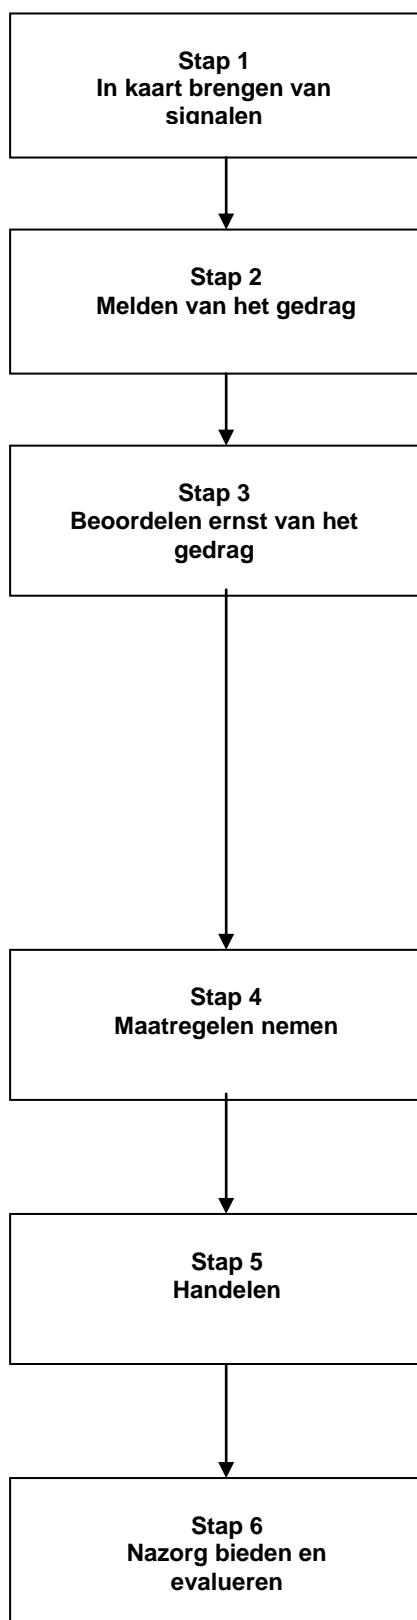 Stap 1
In kaart brengen van
signalen
Stap 2
Melden van het gedrag
Stap 3
Beoordelen ernst van het
gedrag
Stap 4
Maatregelen nemen
Stap 5
Handelen
Stap 6
Nazorg bieden en
evalueren